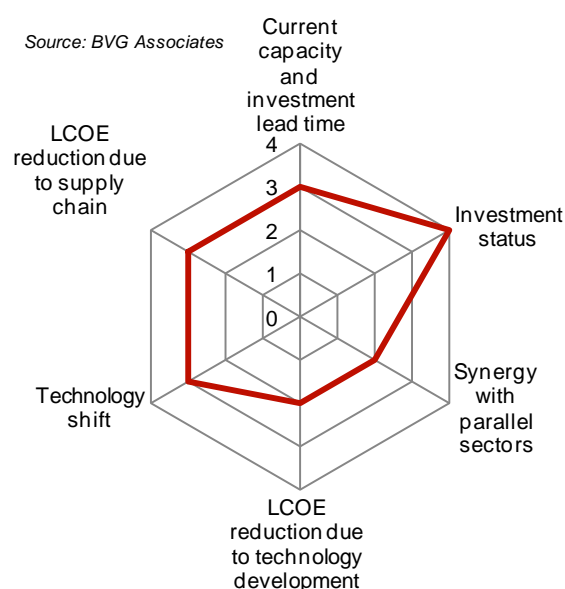 Source: BVG Associates
Current
capacity
and
investment
lead time
LCOE
reduction due
to supply
chain
4
3
2
1
0
Investment
status
Technology
shift
Synergy
with
parallel
sectors
LCOE
reduction due
to technology
development